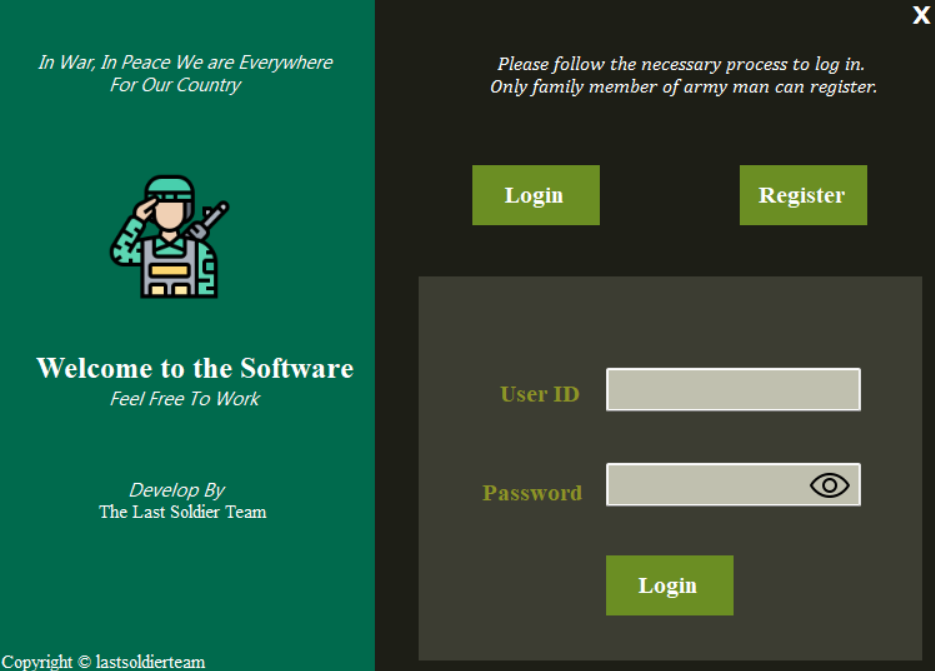 In War, In Peace We are Everywhere
For Our Country
Welcome to the Software
Feel Free To Work
Develop By
The Last Soldier Team
Copyright © lastsoldierteam
X
Please follow the necessary process to log in.
Only family member of army man can register.
Login
Register
User ID
Password
Login